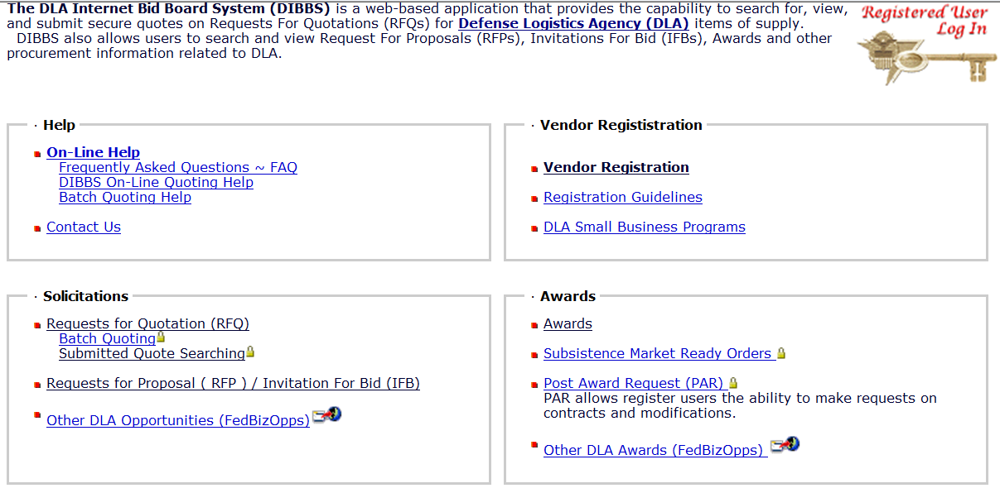 The DLA Internet Bid Board System (DIBBS) is a web-based application that provides the capability to search for, view,
and submit secure quotes on Requests For Quotations (RFQs) for Defense Logistics Agency (DLA) items of supply.
DIBBS also allows users to search and view Request For Proposals (RFPs), Invitations For Bid (IFBs), Awards and other
procurement information related to DLA.
Registered User
Log In
· Help
On-Line Help
Frequently Asked Questions ~ FAQ
DIBBS On-Line Quoting Help
Batch Quoting Help
Contact Us
· Vendor Regististration
Vendor Registration
Registration Guidelines
DLA Small Business Programs
· Solicitations
Requests for Quotation (RFQ)
Batch Quoting
Submitted Quote Searching
Requests for Proposal ( RFP ) / Invitation For Bid (IFB)
Other DLA Opportunities (FedBizOpps)
· Awards
Awards
Subsistence Market Ready Orders
Post Award Request (PAR)
PAR allows register users the ability to make requests on
contracts and modifications.
Other DLA Awards (FedBizOpps)